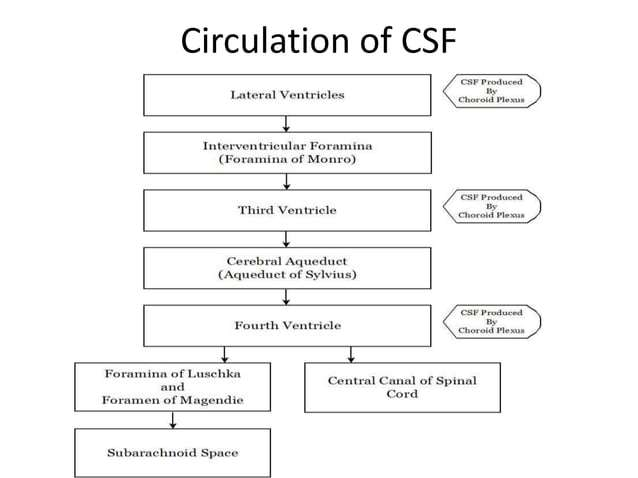 Circulation of CSF
Lateral Ventricles
CSF Produced
By
Choroid Plexus
Interventricular Foramina
(Foramina of Monro)
Third Ventricle
CSF Produced
By
Choroid Plexus
Cerebral Aqueduct
(Aqueduct of Sylvius)
Fourth Ventricle
CSF Produced
By
Choroid Plexus
Foramina of Luschka
and
Foramen of Magendie
Central Canal of Spinal
Cord
Subarachnoid Space